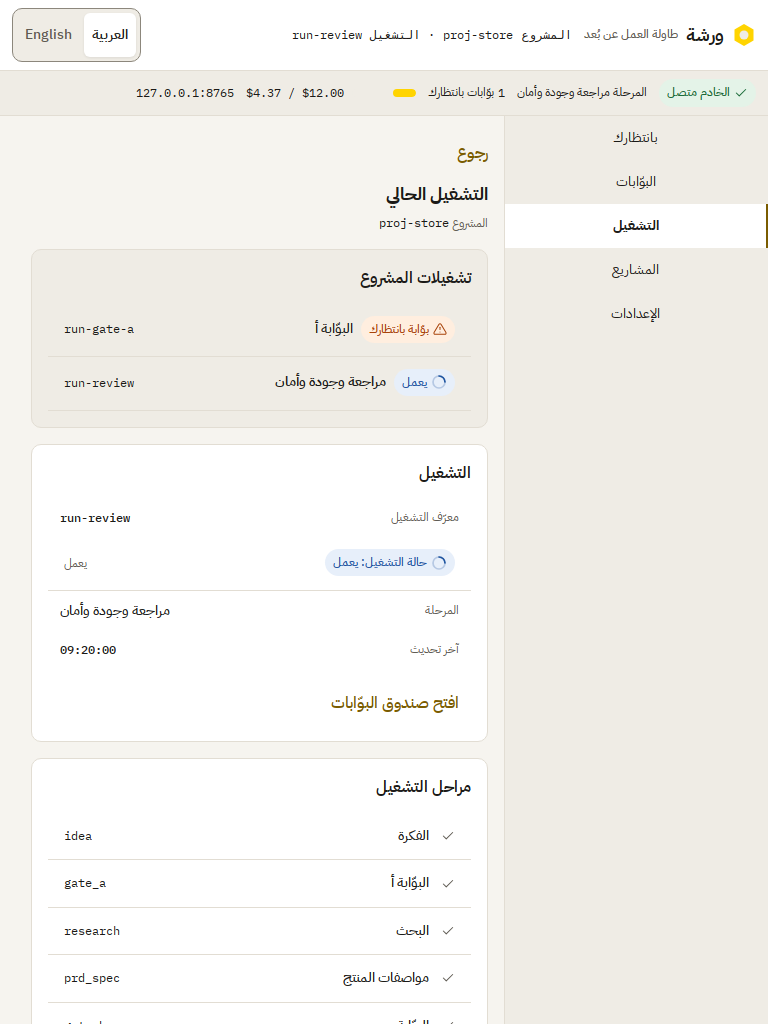 ورشة طاولة العمل عن بُعد المشروع proj-store · التشغيل run-review
العربية English
الخادم متصل المرحلة مراجعة وجودة وأمان 1 بوّابات بانتظارك $4.37 / $12.00 127.0.0.1:8765
بانتظارك
البوّابات
التشغيل
المشاريع
الإعدادات
رجوع
التشغيل الحالي
المشروع proj-store
تشغيلات المشروع
بوّابة بانتظارك البوّابة أ run-gate-a
يعمل مراجعة وجودة وأمان run-review
التشغيل
معرّف التشغيل run-review
حالة التشغيل: يعمل يعمل
المرحلة مراجعة وجودة وأمان
آخر تحديث 09:20:00
افتح صندوق البوّابات
مراحل التشغيل
الفكرة idea
البوّابة أ gate_a
البحث research
مواصفات المنتج prd_spec